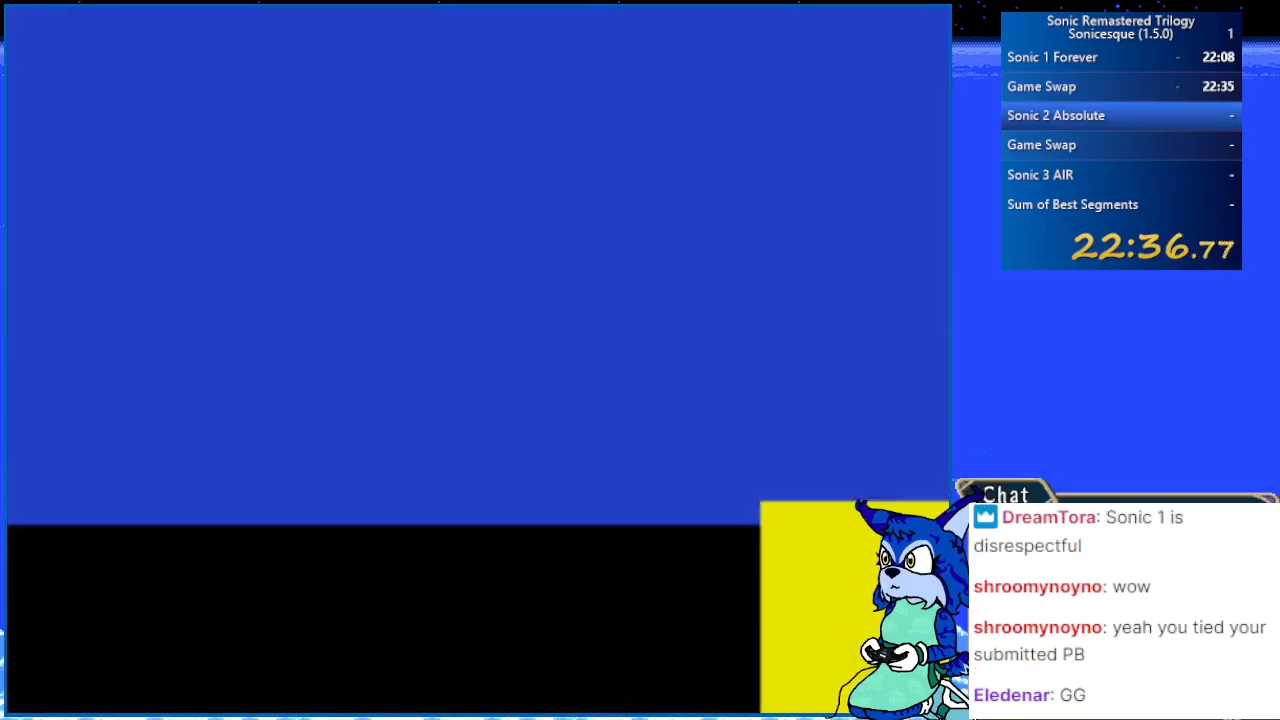 Sonic Remastered Trilogy
Sonicesque (1.5.0) 1
Sonic 1 Forever - 22:08
Game Swap - 22:35
Sonic 2 Absolute -
Game Swap -
Sonic 3 AIR -
Sum of Best Segments -
22:36.77
Chat
DreamTora: Sonic 1 is
disrespectful
shroomynoyno: wow
shroomynoyno: yeah you tied your
submitted PB
Eledenar: GG